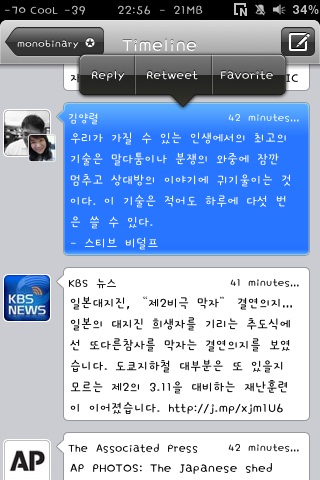 -70 CooL -39
22:56 - 21MB
34%
monobinary
Timeline
IC
Reply
Retweet
Favorite
김양렬
42 minutes...
우리가 가질 수 있는 인생에서의 최고의
기술은 말다툼이나 분쟁의 와중에 잠깐
멈추고 상대방의 이야기에 귀기울이는 것
이다. 이 기술은 적어도 하루에 다섯 번
은 쓸 수 있다.
- 스티브 비덜프
KBS NEWS
KBS 뉴스
41 minutes...
일본대지진, “제2비극 막자” 결연의지...
일본의 대지진 희생자를 기리는 추도식에
선 또다른참사를 막자는 결연의지를 보였
습니다. 도쿄지하철 대부분은 또 있을지
모르는 제2의 3.11을 대비하는 재난훈련
이 이어졌습니다. http://j.mp/xjm1U6
AP
The Associated Press
42 minutes...
AP PHOTOS: The Japanese shed